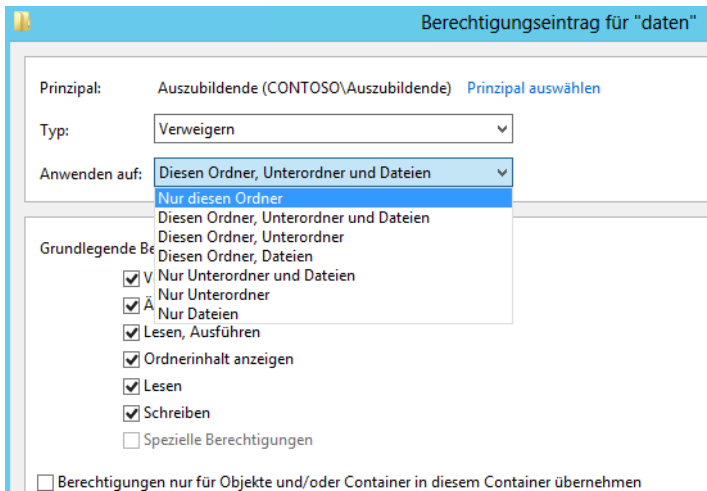 Berechtigungseintrag für "daten"
Prinzipal: Auszubildende (CONTOSO\Auszubildende) Prinzipal auswählen
Typ: Verweigern
Anwenden auf: Diesen Ordner, Unterordner und Dateien
Nur diesen Ordner
Diesen Ordner, Unterordner und Dateien
Diesen Ordner, Unterordner
Diesen Ordner, Dateien
Nur Unterordner und Dateien
Nur Unterordner
Nur Dateien
Grundlegende Be
V
Ä
Lesen, Ausführen
Ordnerinhalt anzeigen
Lesen
Schreiben
Spezielle Berechtigungen
Berechtigungen nur für Objekte und/oder Container in diesem Container übernehmen